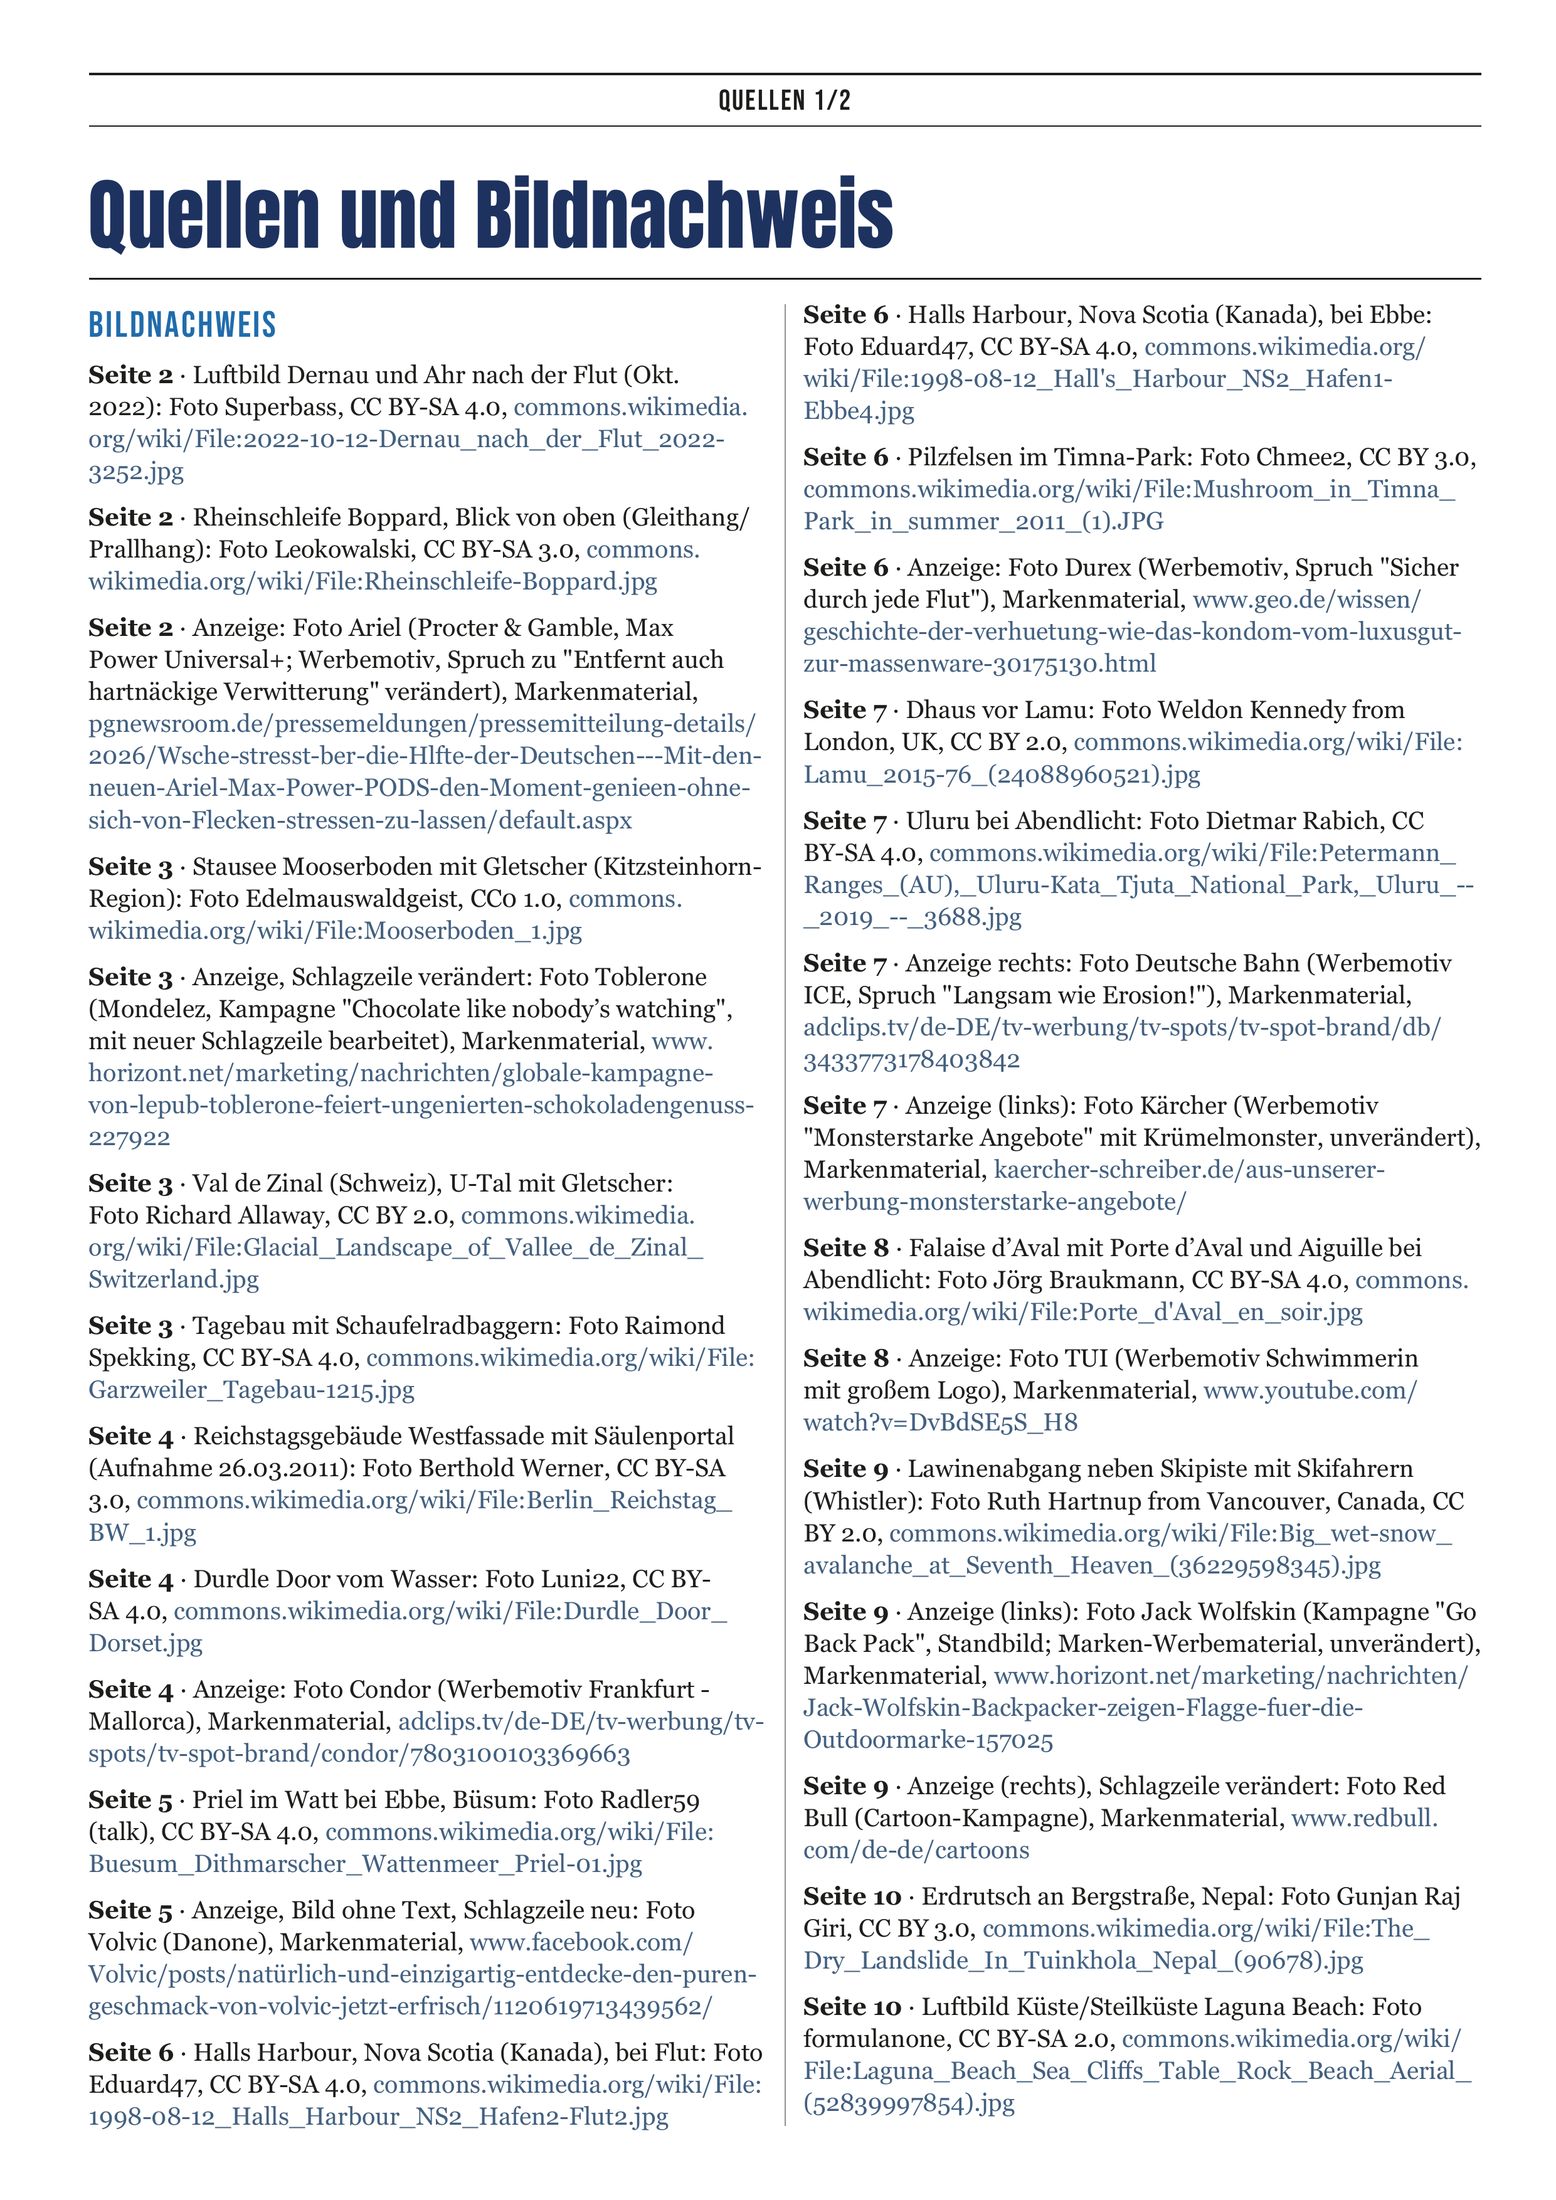 QUELLEN 1/2
Quellen und Bildnachweis
BILDNACHWEIS
Seite 2 · Luftbild Dernau und Ahr nach der Flut (Okt.
2022): Foto Superbass, CC BY-SA 4.0, commons.wikimedia.
org/wiki/File:2022-10-12-Dernau_nach_der_Flut_2022-
3252.jpg
Seite 2 · Rheinschleife Boppard, Blick von oben (Gleithang/
Prallhang): Foto Leokowalski, CC BY-SA 3.0, commons.
wikimedia.org/wiki/File:Rheinschleife-Boppard.jpg
Seite 2 · Anzeige: Foto Ariel (Procter & Gamble, Max
Power Universal+; Werbemotiv, Spruch zu "Entfernt auch
hartnäckige Verwitterung" verändert), Markenmaterial,
pgnewsroom.de/pressemeldungen/pressemitteilung-details/
2026/Wsche-stresst-ber-die-Hlfte-der-Deutschen---Mit-den-
neuen-Ariel-Max-Power-PODS-den-Moment-genieen-ohne-
sich-von-Flecken-stressen-zu-lassen/default.aspx
Seite 3 · Stausee Mooserboden mit Gletscher (Kitzsteinhorn-
Region): Foto Edelmauswaldgeist, CC0 1.0, commons.
wikimedia.org/wiki/File:Mooserboden_1.jpg
Seite 3 · Anzeige, Schlagzeile verändert: Foto Toblerone
(Mondelez, Kampagne "Chocolate like nobody’s watching",
mit neuer Schlagzeile bearbeitet), Markenmaterial, www.
horizont.net/marketing/nachrichten/globale-kampagne-
von-lepub-toblerone-feiert-ungenierten-schokoladengenuss-
227922
Seite 3 · Val de Zinal (Schweiz), U-Tal mit Gletscher:
Foto Richard Allaway, CC BY 2.0, commons.wikimedia.
org/wiki/File:Glacial_Landscape_of_Vallee_de_Zinal_
Switzerland.jpg
Seite 3 · Tagebau mit Schaufelradbaggern: Foto Raimond
Spekking, CC BY-SA 4.0, commons.wikimedia.org/wiki/File:
Garzweiler_Tagebau-1215.jpg
Seite 4 · Reichstagsgebäude Westfassade mit Säulenportal
(Aufnahme 26.03.2011): Foto Berthold Werner, CC BY-SA
3.0, commons.wikimedia.org/wiki/File:Berlin_Reichstag_
BW_1.jpg
Seite 4 · Durdle Door vom Wasser: Foto Luni22, CC BY-
SA 4.0, commons.wikimedia.org/wiki/File:Durdle_Door_
Dorset.jpg
Seite 4 · Anzeige: Foto Condor (Werbemotiv Frankfurt -
Mallorca), Markenmaterial, adclips.tv/de-DE/tv-werbung/tv-
spots/tv-spot-brand/condor/7803100103369663
Seite 5 · Priel im Watt bei Ebbe, Büsum: Foto Radler59
(talk), CC BY-SA 4.0, commons.wikimedia.org/wiki/File:
Buesum_Dithmarscher_Wattenmeer_Priel-01.jpg
Seite 5 · Anzeige, Bild ohne Text, Schlagzeile neu: Foto
Volvic (Danone), Markenmaterial, www.facebook.com/
Volvic/posts/natürlich-und-einzigartig-entdecke-den-puren-
geschmack-von-volvic-jetzt-erfrisch/1120619713439562/
Seite 6 · Halls Harbour, Nova Scotia (Kanada), bei Flut: Foto
Eduard47, CC BY-SA 4.0, commons.wikimedia.org/wiki/File:
1998-08-12_Halls_Harbour_NS2_Hafen2-Flut2.jpg
Seite 6 · Halls Harbour, Nova Scotia (Kanada), bei Ebbe:
Foto Eduard47, CC BY-SA 4.0, commons.wikimedia.org/
wiki/File:1998-08-12_Hall's_Harbour_NS2_Hafen1-
Ebbe4.jpg
Seite 6 · Pilzfelsen im Timna-Park: Foto Chmee2, CC BY 3.0,
commons.wikimedia.org/wiki/File:Mushroom_in_Timna_
Park_in_summer_2011_(1).JPG
Seite 6 · Anzeige: Foto Durex (Werbemotiv, Spruch "Sicher
durch jede Flut"), Markenmaterial, www.geo.de/wissen/
geschichte-der-verhuetung-wie-das-kondom-vom-luxusgut-
zur-massenware-30175130.html
Seite 7 · Dhaus vor Lamu: Foto Weldon Kennedy from
London, UK, CC BY 2.0, commons.wikimedia.org/wiki/File:
Lamu_2015-76_(24088960521).jpg
Seite 7 · Uluru bei Abendlicht: Foto Dietmar Rabich, CC
BY-SA 4.0, commons.wikimedia.org/wiki/File:Petermann_
Ranges_(AU),_Uluru-Kata_Tjuta_National_Park,_Uluru_--
_2019_--_3688.jpg
Seite 7 · Anzeige rechts: Foto Deutsche Bahn (Werbemotiv
ICE, Spruch "Langsam wie Erosion!"), Markenmaterial,
adclips.tv/de-DE/tv-werbung/tv-spots/tv-spot-brand/db/
3433773178403842
Seite 7 · Anzeige (links): Foto Kärcher (Werbemotiv
"Monsterstarke Angebote" mit Krümelmonster, unverändert),
Markenmaterial, kaercher-schreiber.de/aus-unserer-
werbung-monsterstarke-angebote/
Seite 8 · Falaise d’Aval mit Porte d’Aval und Aiguille bei
Abendlicht: Foto Jörg Braukmann, CC BY-SA 4.0, commons.
wikimedia.org/wiki/File:Porte_d'Aval_en_soir.jpg
Seite 8 · Anzeige: Foto TUI (Werbemotiv Schwimmerin
mit großem Logo), Markenmaterial, www.youtube.com/
watch?v=DvBdSE5S_H8
Seite 9 · Lawinenabgang neben Skipiste mit Skifahrern
(Whistler): Foto Ruth Hartnup from Vancouver, Canada, CC
BY 2.0, commons.wikimedia.org/wiki/File:Big_wet-snow_
avalanche_at_Seventh_Heaven_(36229598345).jpg
Seite 9 · Anzeige (links): Foto Jack Wolfskin (Kampagne "Go
Back Pack", Standbild; Marken-Werbematerial, unverändert),
Markenmaterial, www.horizont.net/marketing/nachrichten/
Jack-Wolfskin-Backpacker-zeigen-Flagge-fuer-die-
Outdoormarke-157025
Seite 9 · Anzeige (rechts), Schlagzeile verändert: Foto Red
Bull (Cartoon-Kampagne), Markenmaterial, www.redbull.
com/de-de/cartoons
Seite 10 · Erdrutsch an Bergstraße, Nepal: Foto Gunjan Raj
Giri, CC BY 3.0, commons.wikimedia.org/wiki/File:The_
Dry_Landslide_In_Tuinkhola_Nepal_(90678).jpg
Seite 10 · Luftbild Küste/Steilküste Laguna Beach: Foto
formulanone, CC BY-SA 2.0, commons.wikimedia.org/wiki/
File:Laguna_Beach_Sea_Cliffs_Table_Rock_Beach_Aerial_
(52839997854).jpg